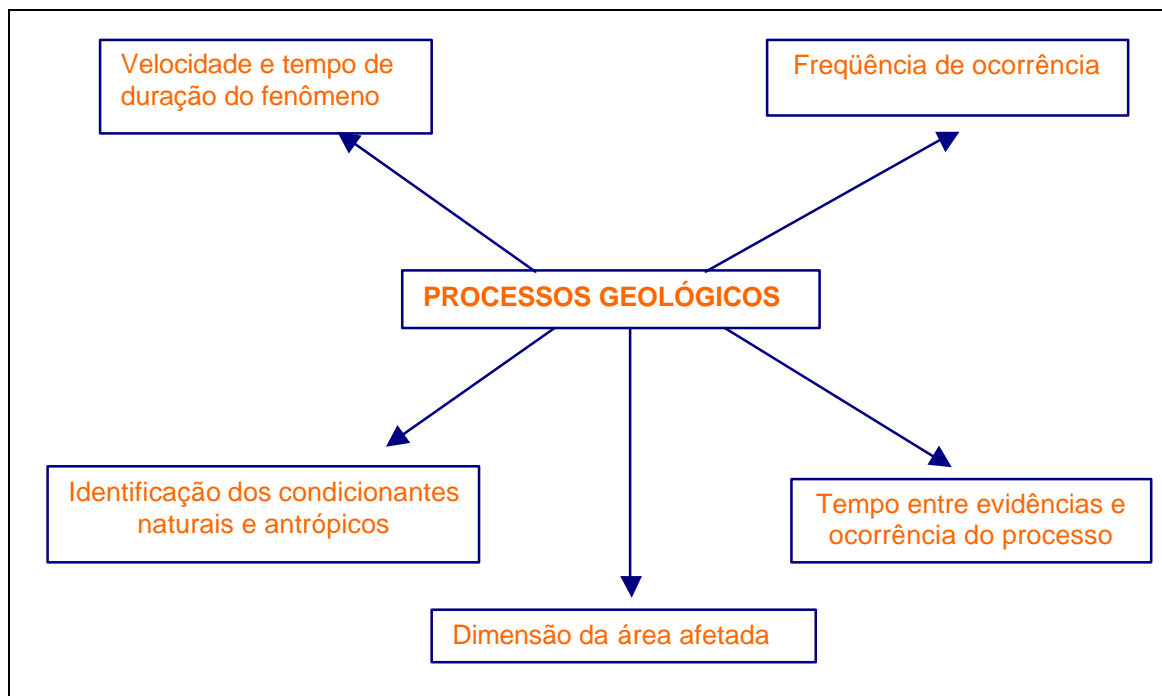 Velocidade e tempo de
duração do fenômeno
Freqüência de ocorrência
PROCESSOS GEOLÓGICOS
Identificação dos condicionantes
naturais e antrópicos
Tempo entre evidências e
ocorrência do processo
Dimensão da área afetada